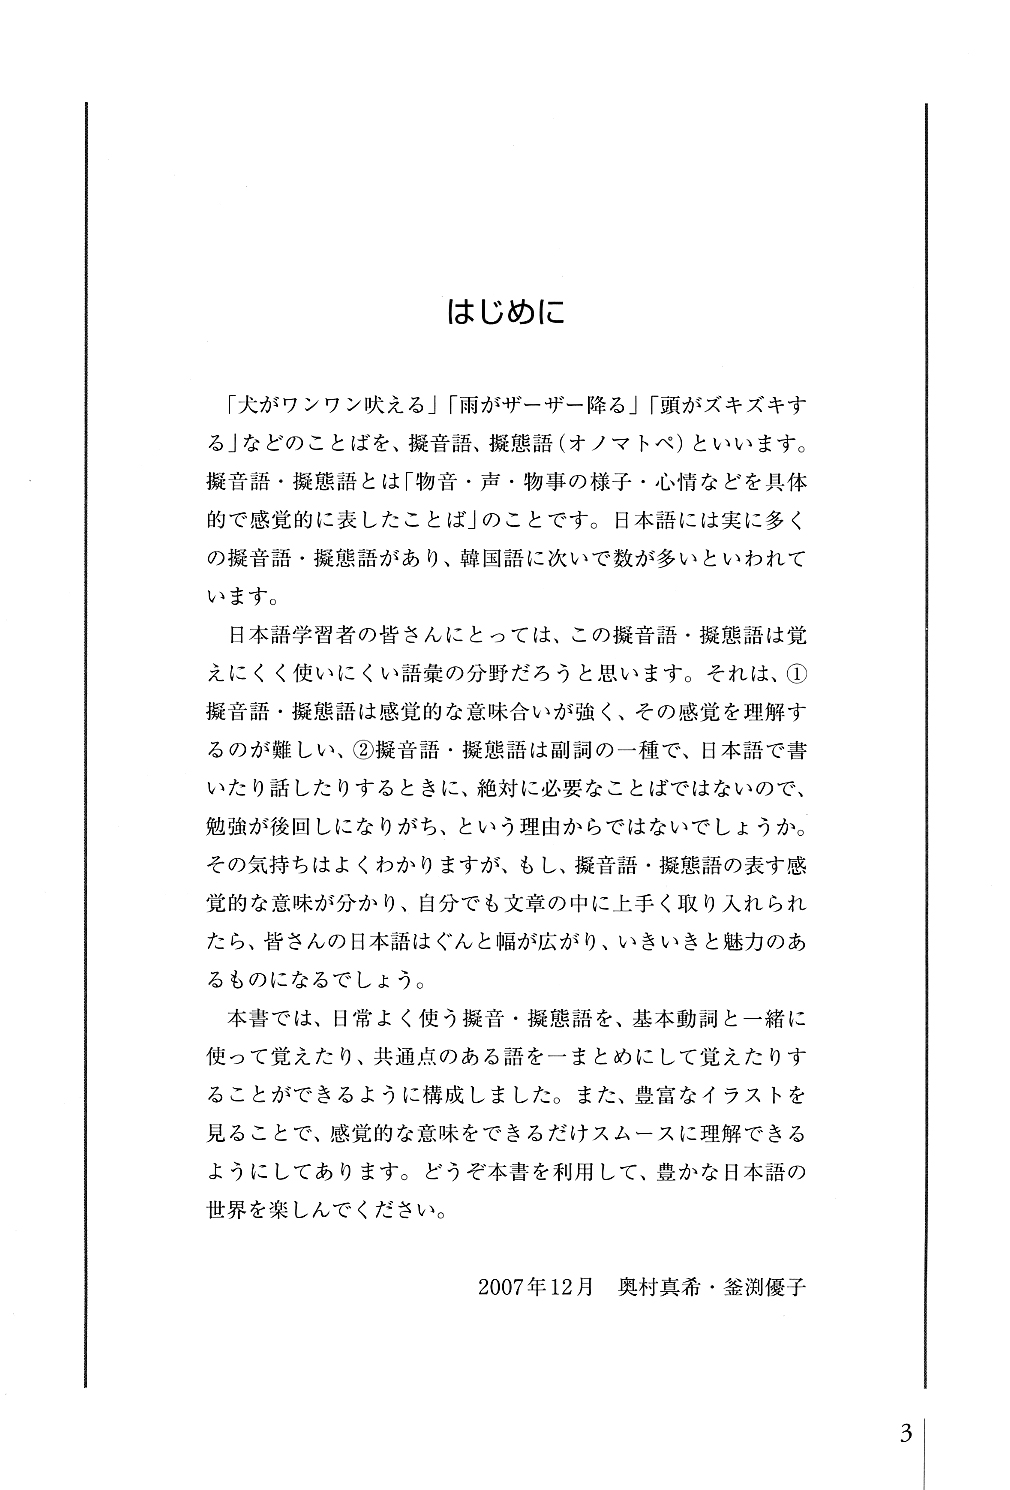 はじめに
「犬がワンワン吠える」「雨がザーザー降る」「頭がズキズキす
る」などのことばを、擬音語、擬態語（オノマトペ）といいます。
擬音語・擬態語とは「物音・声・物事の様子・心情などを具体
的で感覚的に表したことば」のことです。日本語には実に多く
の擬音語・擬態語があり、韓国語に次いで数が多いといわれて
います。
日本語学習者の皆さんにとっては、この擬音語・擬態語は覚
えにくく使いにくい語彙の分野だろうと思います。それは、①
擬音語・擬態語は感覚的な意味合いが強く、その感覚を理解す
るのが難しい、②擬音語・擬態語は副詞の一種で、日本語で書
いたり話したりするときに、絶対に必要なことばではないので、
勉強が後回しになりがち、という理由からではないでしょうか。
その気持ちはよくわかりますが、もし、擬音語・擬態語の表す感
覚的な意味が分かり、自分でも文章の中に上手く取り入れられ
たら、皆さんの日本語はぐんと幅が広がり、いきいきと魅力のあ
るものになるでしょう。
本書では、日常よく使う擬音・擬態語を、基本動詞と一緒に
使って覚えたり、共通点のある語を一まとめにして覚えたりす
ることができるように構成しました。また、豊富なイラストを
見ることで、感覚的な意味をできるだけスムースに理解できる
ようにしてあります。どうぞ本書を利用して、豊かな日本語の
世界を楽しんでください。
2007年12月　奥村真希・釜渕優子
3